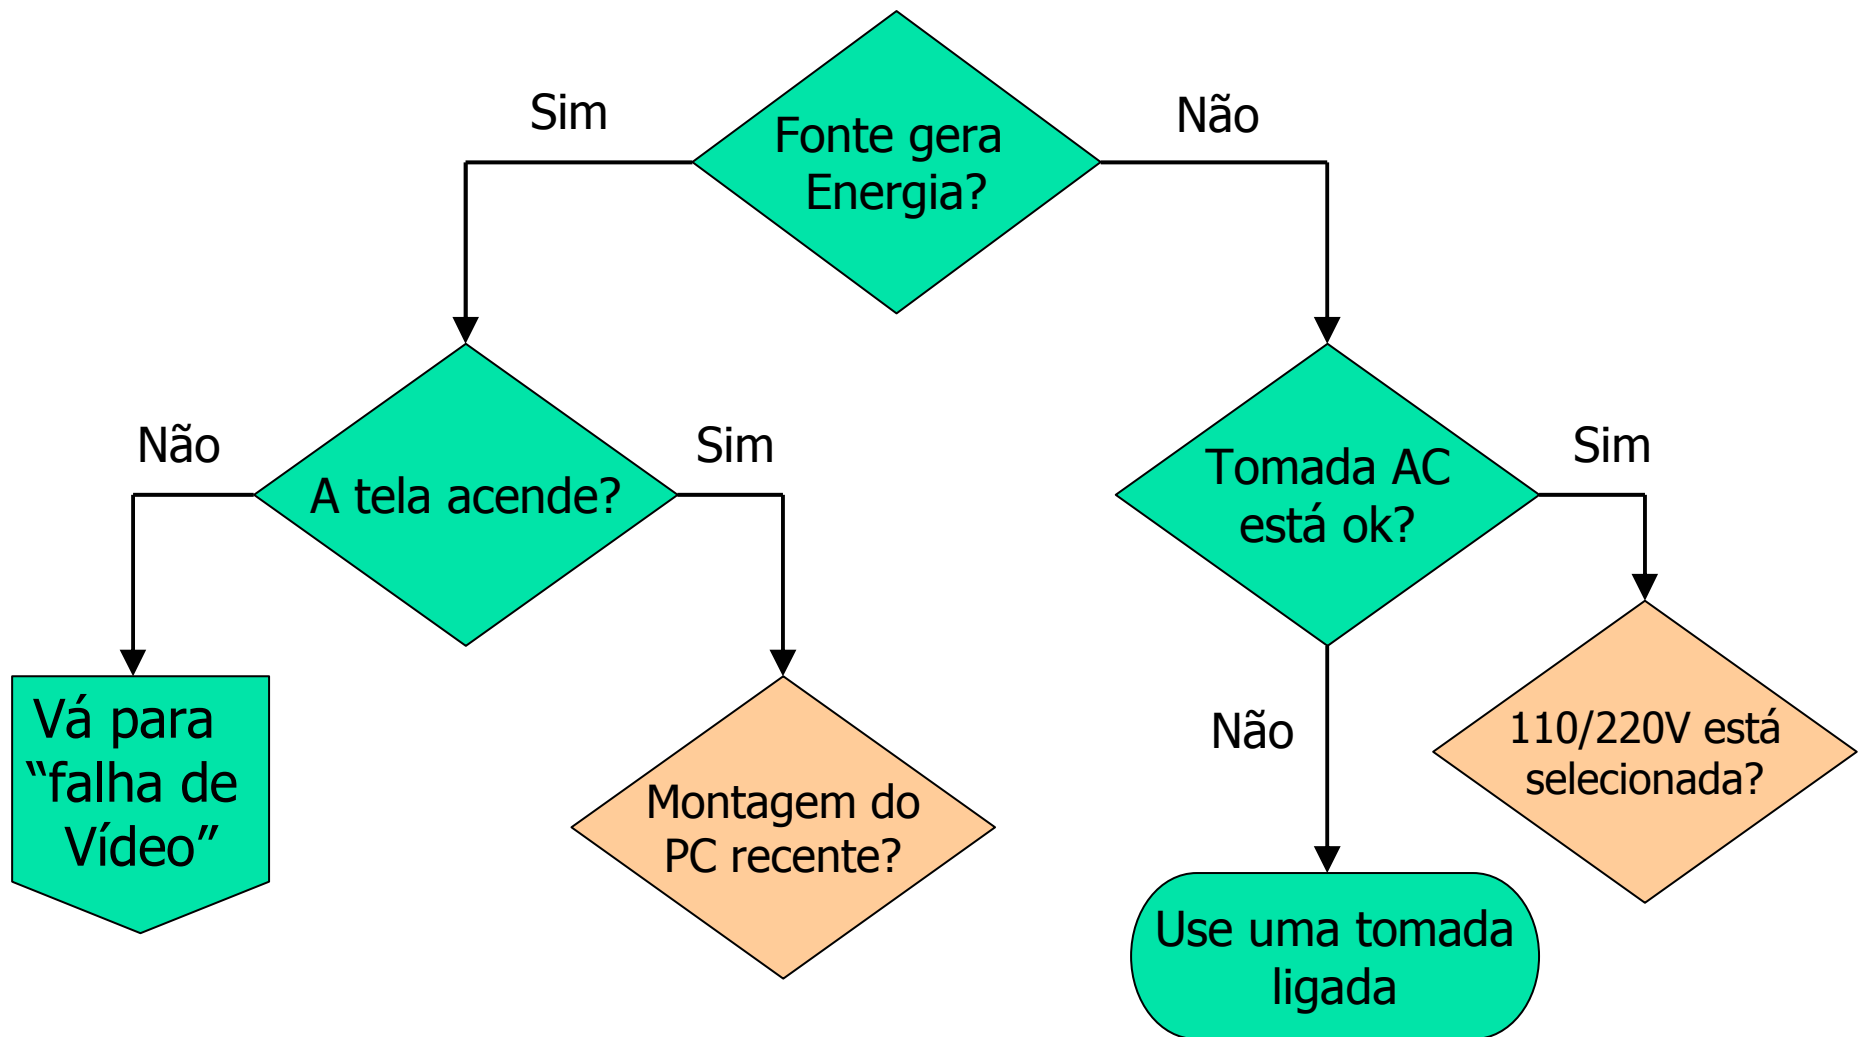 Sim
Fonte gera
Energia?
Não
Não
A tela acende?
Sim
Tomada AC
está ok?
Sim
Vá para
“falha de
Vídeo”
Montagem do
PC recente?
Não
110/220V está
selecionada?
Use uma tomada
ligada